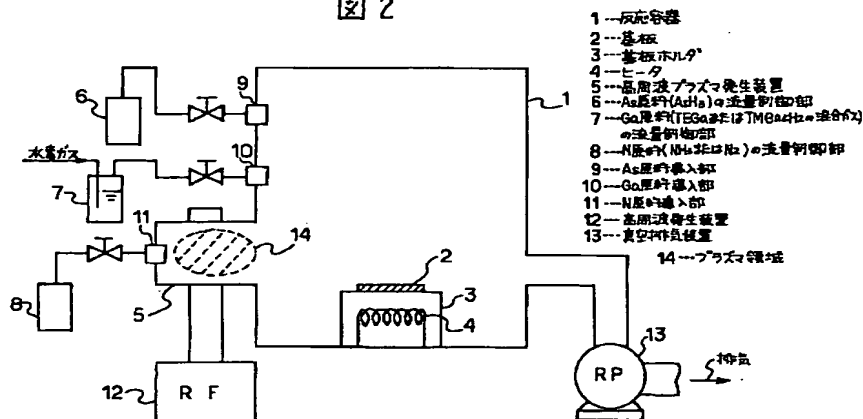 図 2
1…反応容器
2…基板
3…基板ホルダ
4…ヒータ
5…高周波プラズマ発生装置
6…As原料(AsH₃)の流量制御部
7…Ga原料(TEGaまたはTMGaとH₂の混合ガス)
の流量制御部
8…N原料(NH₃またはN₂)の流量制御部
9…As原料導入部
10…Ga原料導入部
11…N原料導入部
12…高周波発生装置
13…真空排気装置
14…プラズマ領域
6
9
1
水素ガス
10
7
11
14
2
8
5
3
4
13
12
RF
RP
排気